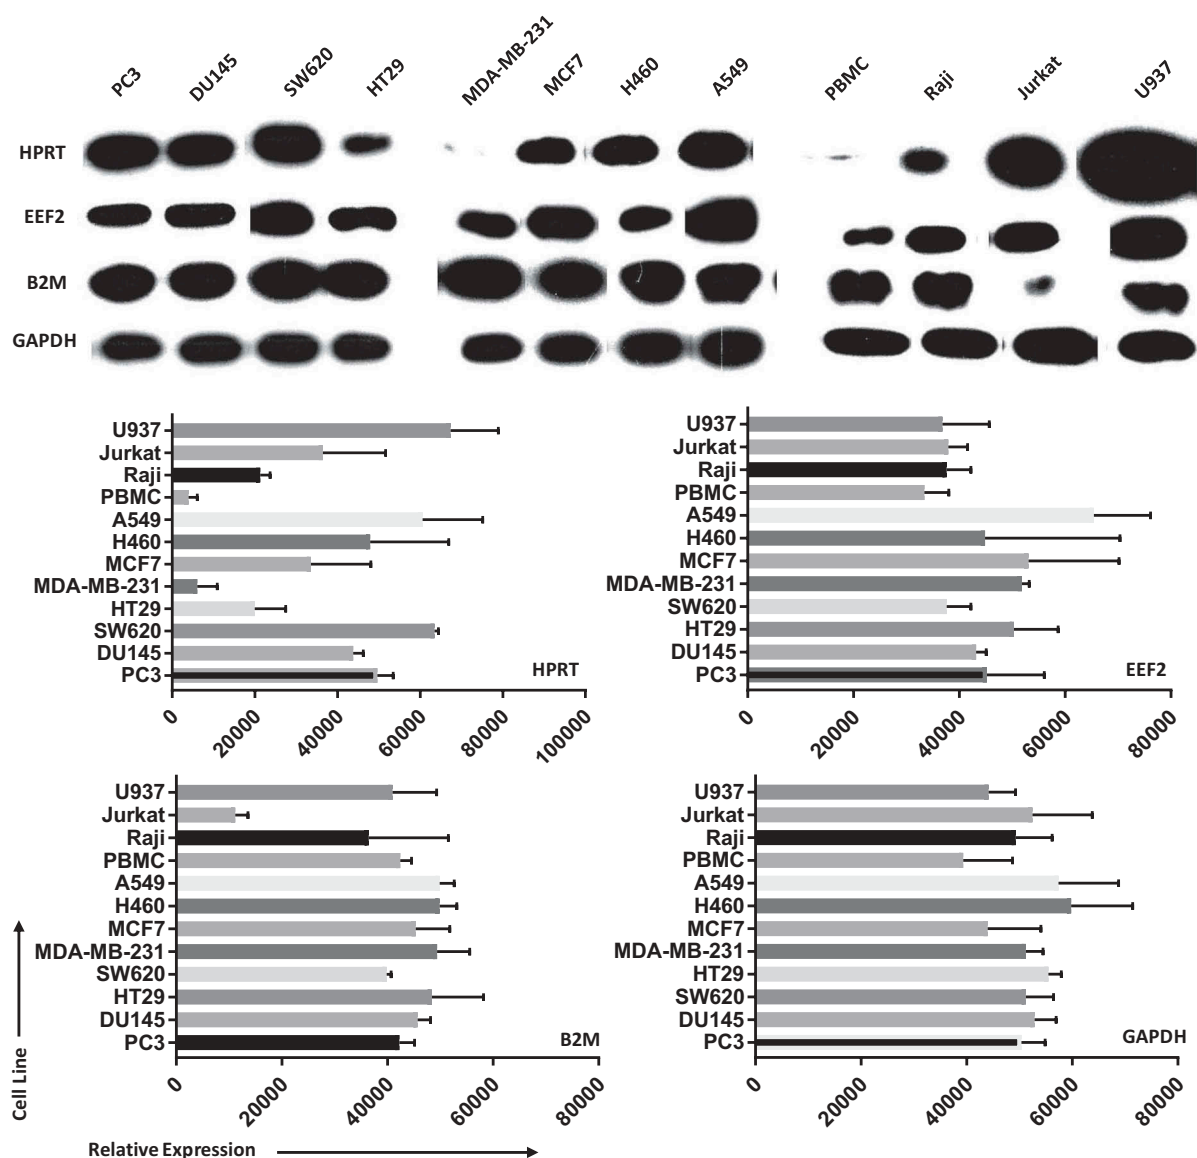 PC3 DU145 SW620 HT29 MDA-MB-231 MCF7 H460 A549 PBMC Raji Jurkat U937
HPRT
EEF2
B2M
GAPDH
U937
Jurkat
Raji
PBMC
A549
H460
MCF7
MDA-MB-231
HT29
SW620
DU145
PC3
HPRT
0 20000 40000 60000 80000 100000
U937
Jurkat
Raji
PBMC
A549
H460
MCF7
MDA-MB-231
SW620
HT29
DU145
PC3
EEF2
0 20000 40000 60000 80000
U937
Jurkat
Raji
PBMC
A549
H460
MCF7
MDA-MB-231
SW620
HT29
DU145
PC3
B2M
0 20000 40000 60000 80000
U937
Jurkat
Raji
PBMC
A549
H460
MCF7
MDA-MB-231
HT29
SW620
DU145
PC3
GAPDH
0 20000 40000 60000 80000
Cell Line
Relative Expression